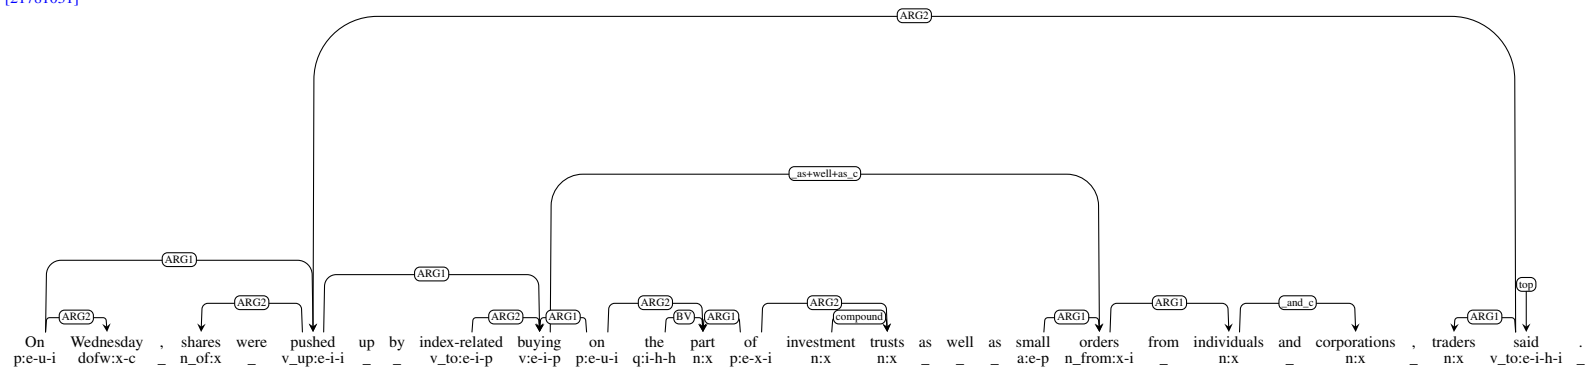 ARG2
_as+well+as_c
ARG1
ARG1
ARG2 ARG2 ARG2 ARG1 _and_c
top
ARG2 ARG2 ARG1 BV ARG1 compound ARG1 ARG1
On Wednesday , shares were pushed up by index-related buying on the part of investment trusts as well as small orders from individuals and corporations , traders said .
p:e-u-i dofw:x-c _ n_of:x _ v_up:e-i-i _ _ v_to:e-i-p v:e-i-p p:e-u-i q:i-h-h n:x p:e-x-i n:x n:x _ _ _ a:e-p n_from:x-i _ n:x _ n:x _ n:x v_to:e-i-h-i _